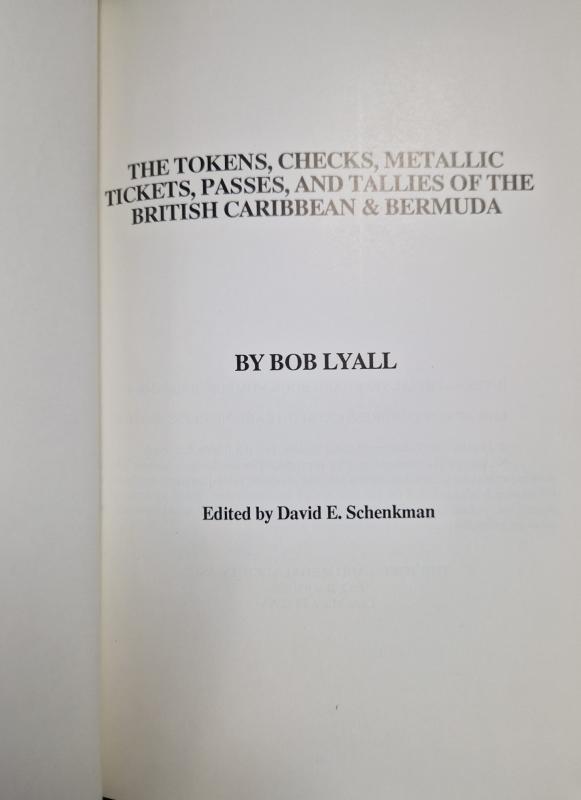 THE TOKENS, CHECKS, METALLIC
TICKETS, PASSES, AND TALLIES OF THE
BRITISH CARIBBEAN & BERMUDA
BY BOB LYALL
Edited by David E. Schenkman